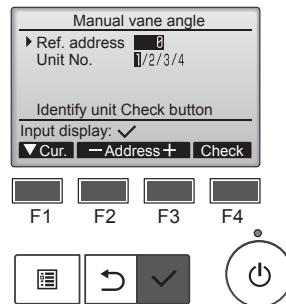 Manual vane angle
Ref. address 0
Unit No. 1/2/3/4
Identify unit Check button
Input display: ✓
▼Cur. －Address＋ Check
F1 F2 F3 F4